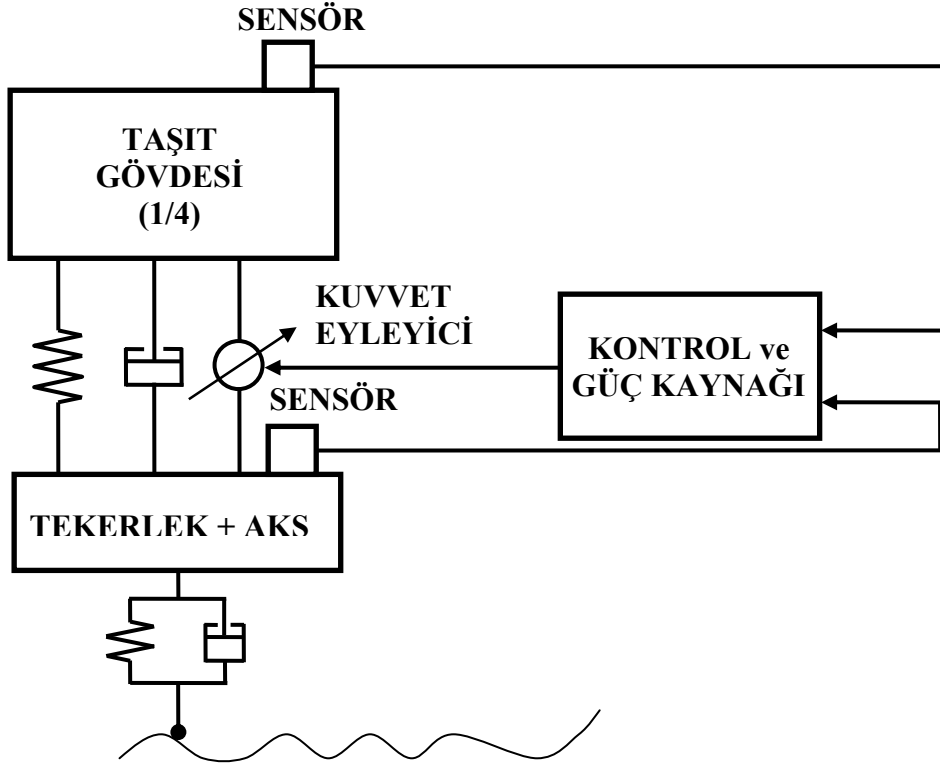 SENSÖR
TAŞIT
GÖVDESİ
(1/4)
KUVVET
EYLEYİCİ
KONTROL ve
GÜÇ KAYNAĞI
SENSÖR
TEKERLEK + AKS